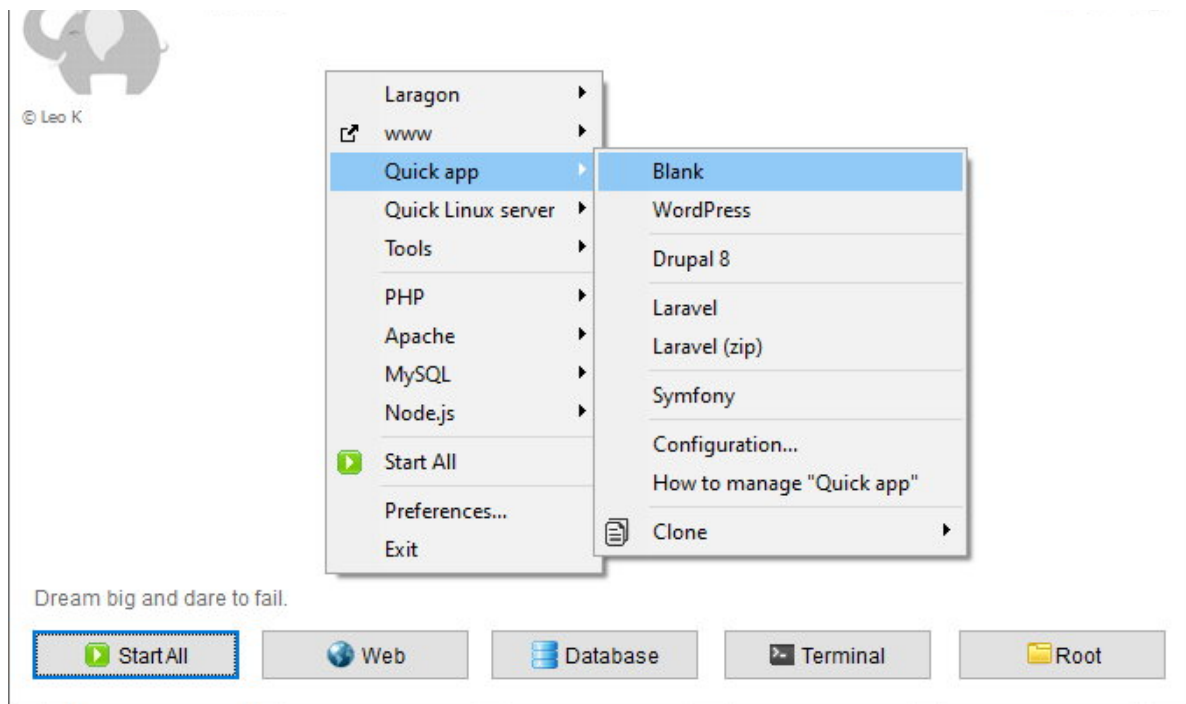 © Leo K
Laragon
www
Quick app
Quick Linux server
Tools
PHP
Apache
MySQL
Node.js
Start All
Preferences...
Exit
Blank
WordPress
Drupal 8
Laravel
Laravel (zip)
Symfony
Configuration...
How to manage "Quick app"
Clone
Dream big and dare to fail.
Start All
Web
Database
Terminal
Root